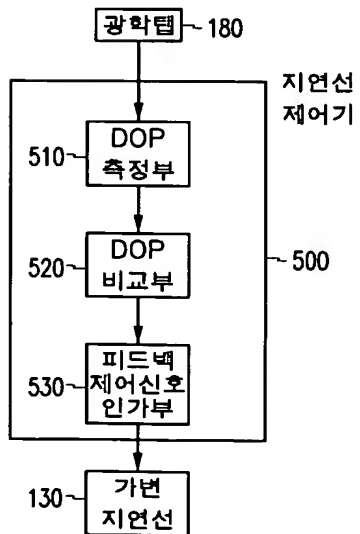 광학탭
180
지연선
제어기
DOP
측정부
510
DOP
비교부
520
500
피드백
제어신호
인가부
530
가변
지연선
130